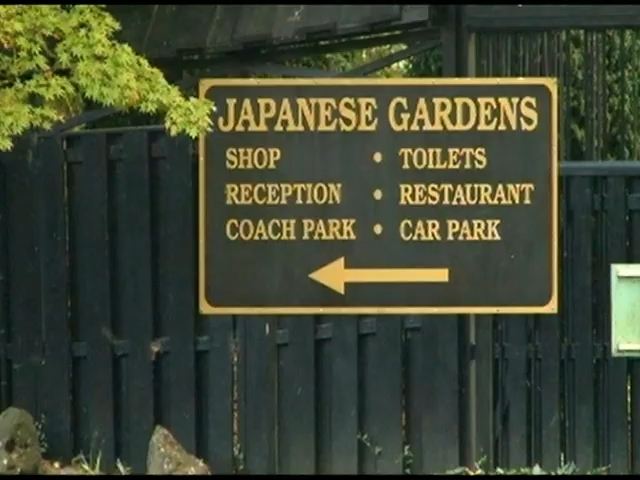 JAPANESE GARDENS
SHOP • TOILETS
RECEPTION • RESTAURANT
COACH PARK • CAR PARK